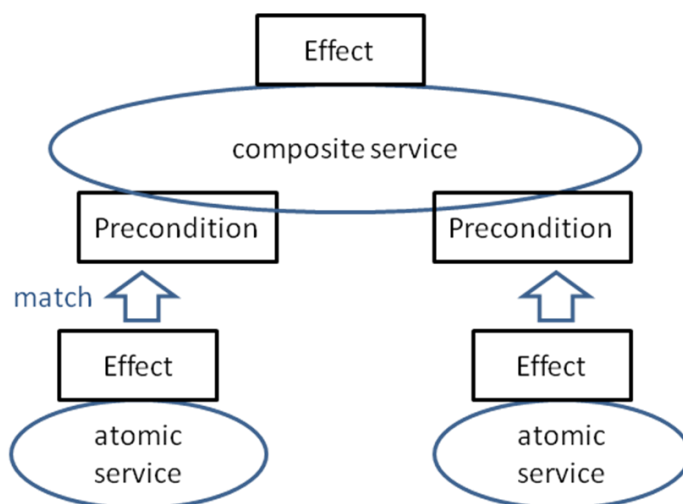 Effect
composite service
Precondition
Precondition
match
Effect
Effect
atomic
service
atomic
service